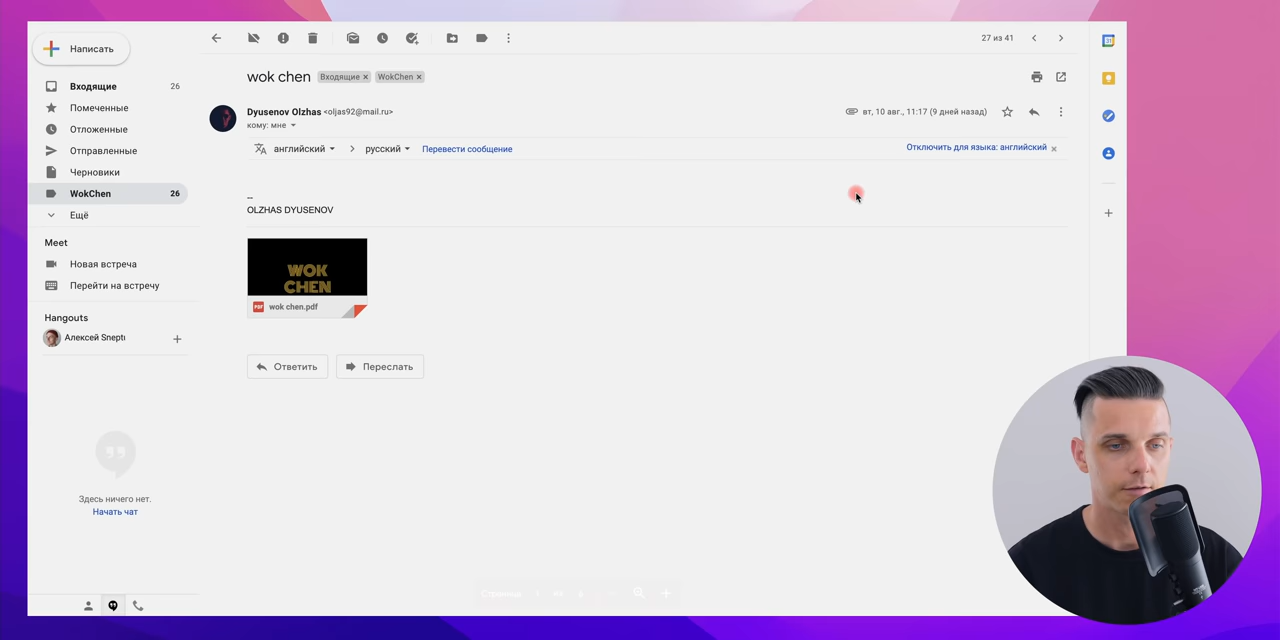 Написать
27 из 41
wok chen Входящие × WokChen ×
Входящие 26
Помеченные
Отложенные
Отправленные
Черновики
WokChen 26
Ещё
Meet
Новая встреча
Перейти на встречу
Hangouts
Алексей
Здесь ничего нет.
Начать чат
Dyusenov Olzhas <oljas92@mail.ru>
вт, 10 авг., 11:17 (9 дней назад)
кому: мне
английский > русский Перевести сообщение
Отключить для языка: английский ×
--
OLZHAS DYUSENOV
WOK
CHEN
PDF wok chen.pdf
Ответить Переслать
Страница
31